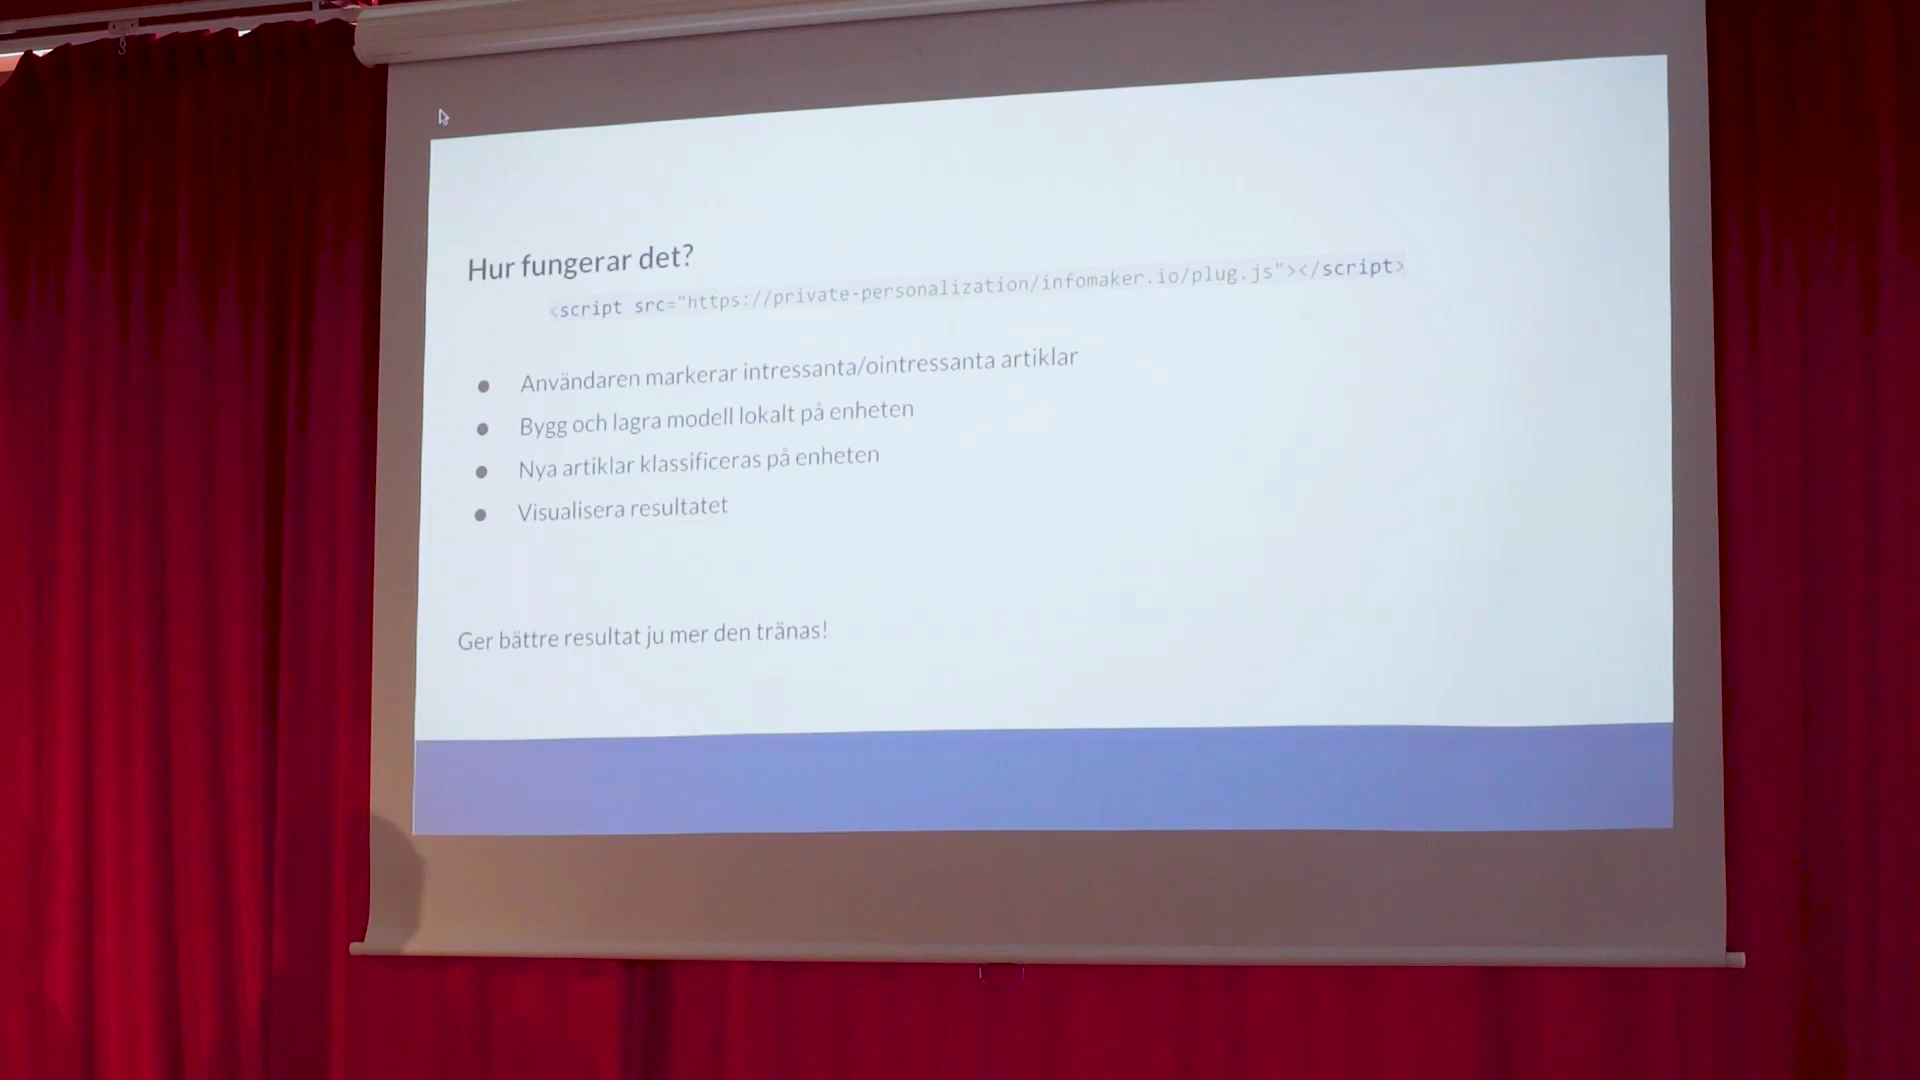 Hur fungerar det?
<script src="https://private-personalization/infomaker.io/plug.js"></script>
● Användaren markerar intressanta/ointressanta artiklar
● Bygg och lagra modell lokalt på enheten
● Nya artiklar klassificeras på enheten
● Visualisera resultatet
Ger bättre resultat ju mer den tränas!